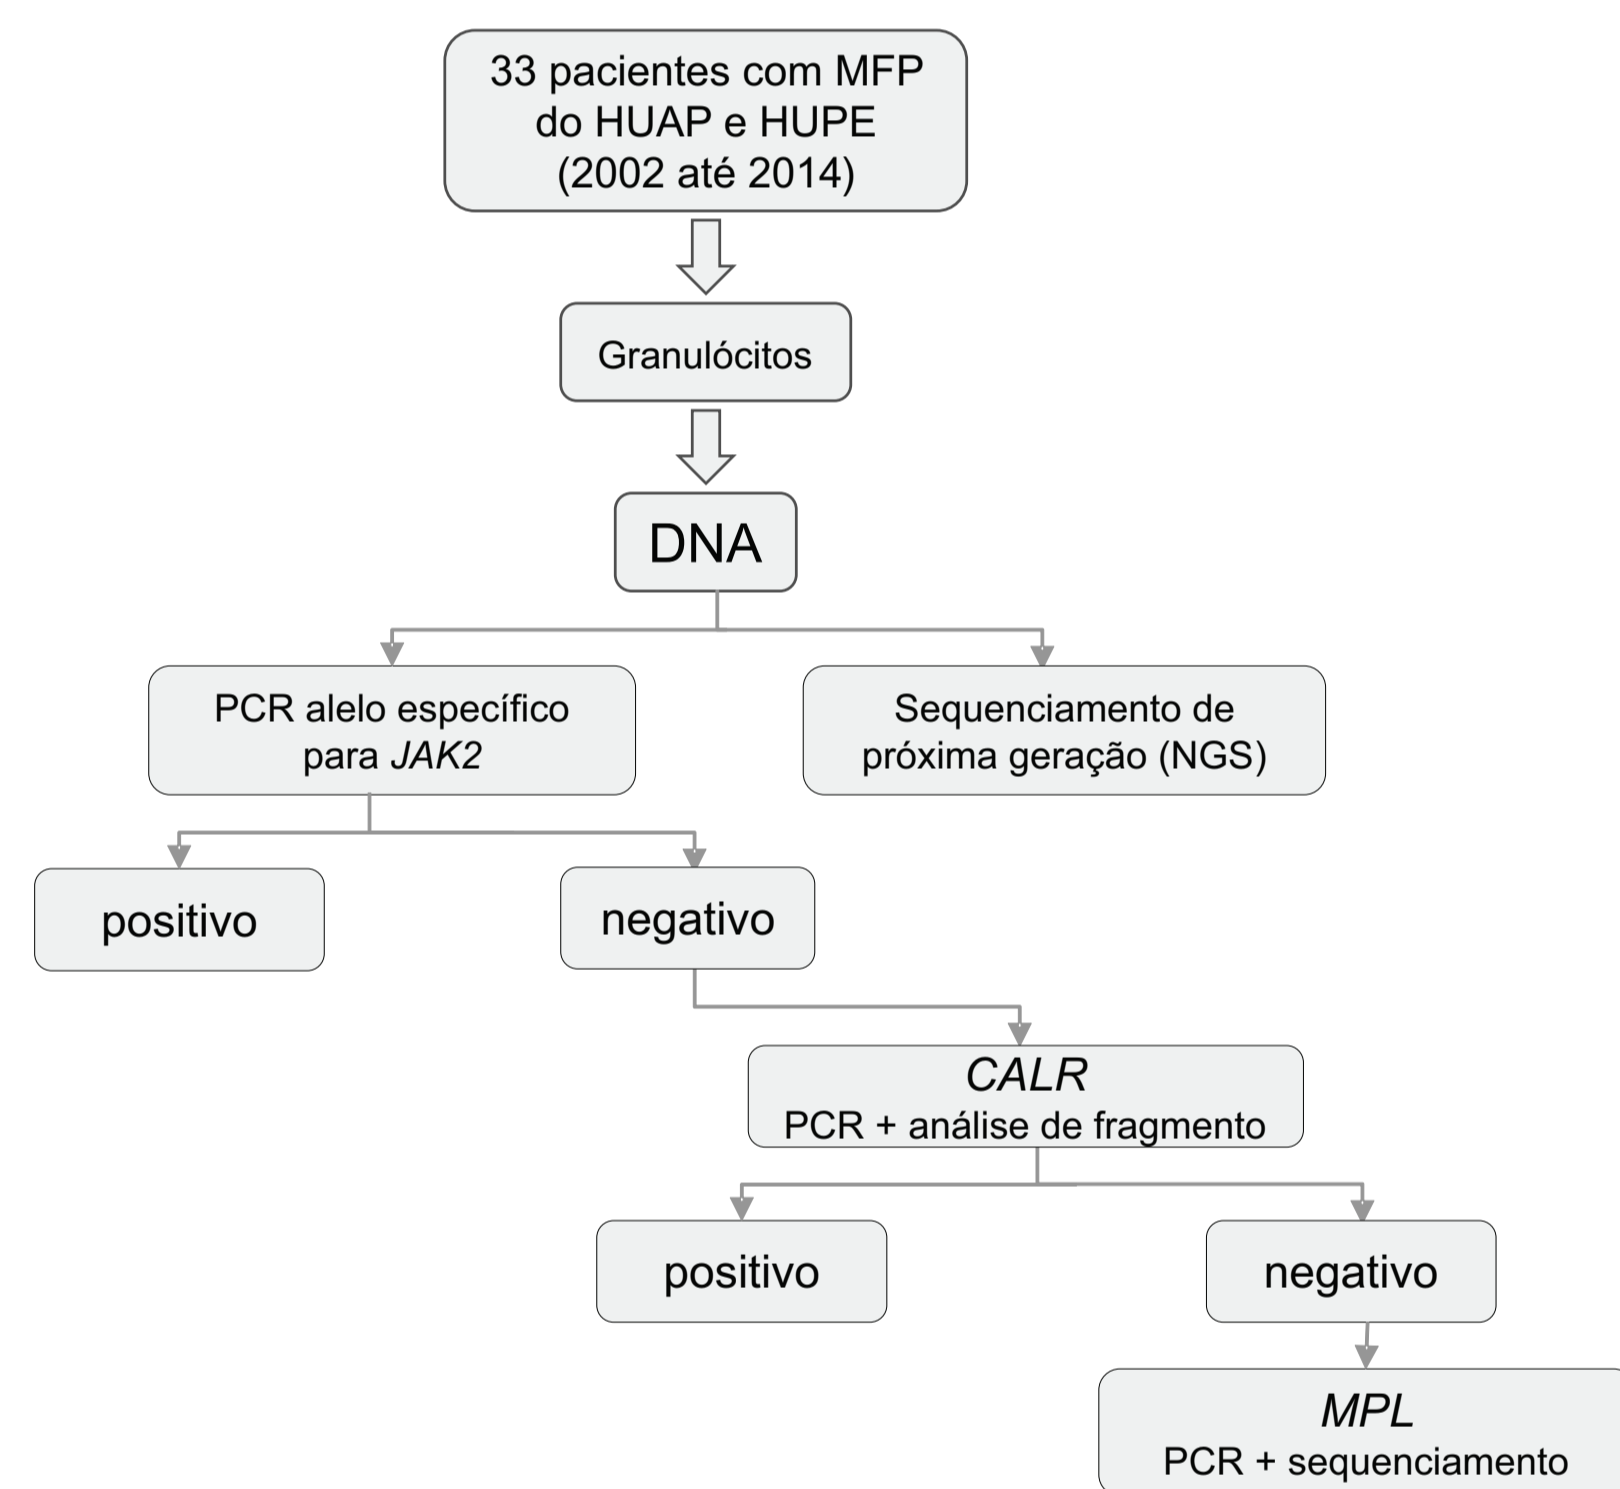 33 pacientes com MFP
do HUAP e HUPE
(2002 até 2014)
Granulócitos
DNA
PCR alelo específico
para JAK2
Sequenciamento de
próxima geração (NGS)
positivo
negativo
CALR
PCR + análise de fragmento
positivo
negativo
MPL
PCR + sequenciamento